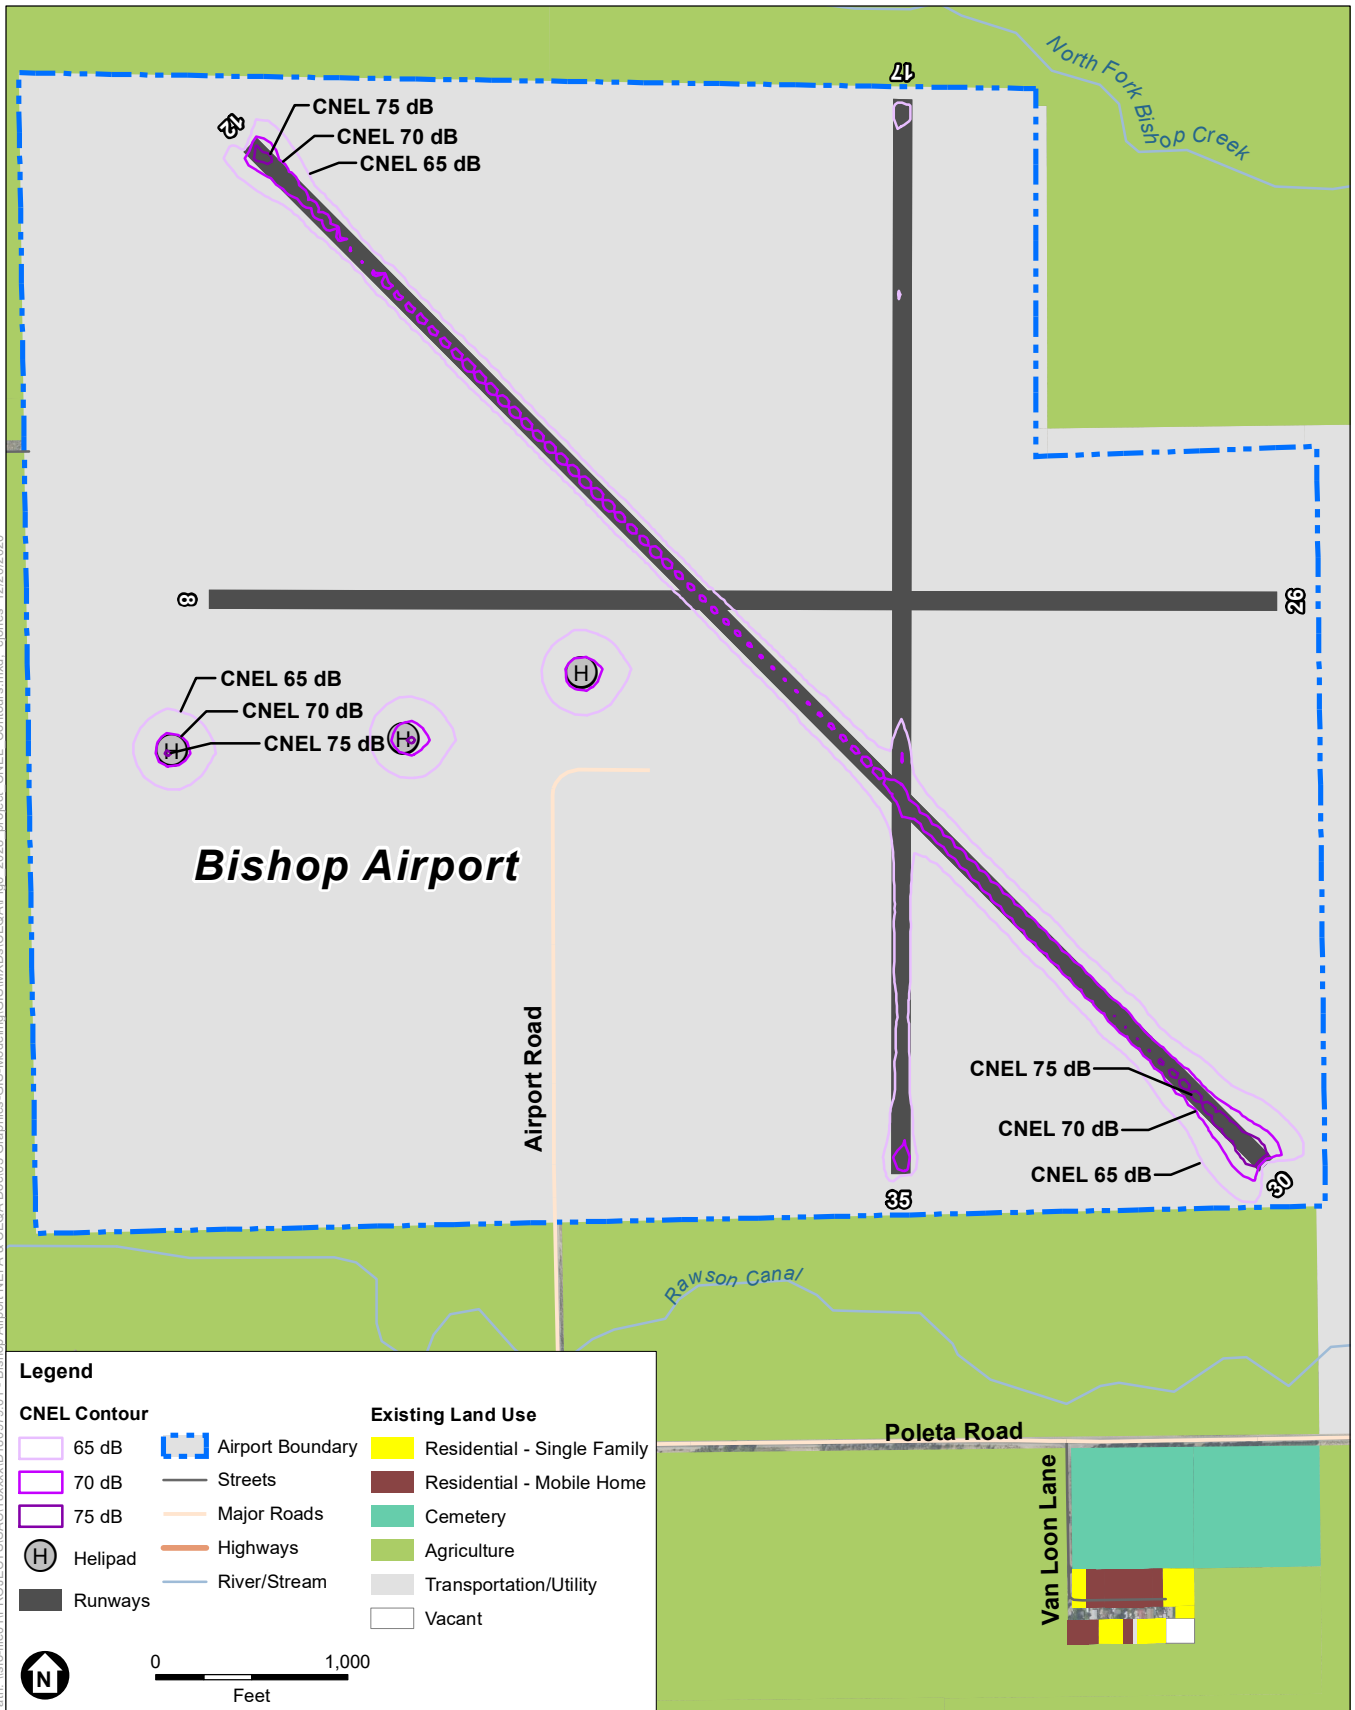 North Fork Bishop Creek
17
12
CNEL 75 dB
CNEL 70 dB
CNEL 65 dB
8
26
H
CNEL 65 dB
CNEL 70 dB
CNEL 75 dB
H
H
Bishop Airport
Airport Road
CNEL 75 dB
CNEL 70 dB
CNEL 65 dB
30
35
Rawson Canal
Poleta Road
Van Loon Lane
Legend
CNEL Contour
65 dB
70 dB
75 dB
H Helipad
Runways
Airport Boundary
Streets
Major Roads
Highways
River/Stream
Existing Land Use
Residential - Single Family
Residential - Mobile Home
Cemetery
Agriculture
Transportation/Utility
Vacant
N
0 1,000
Feet